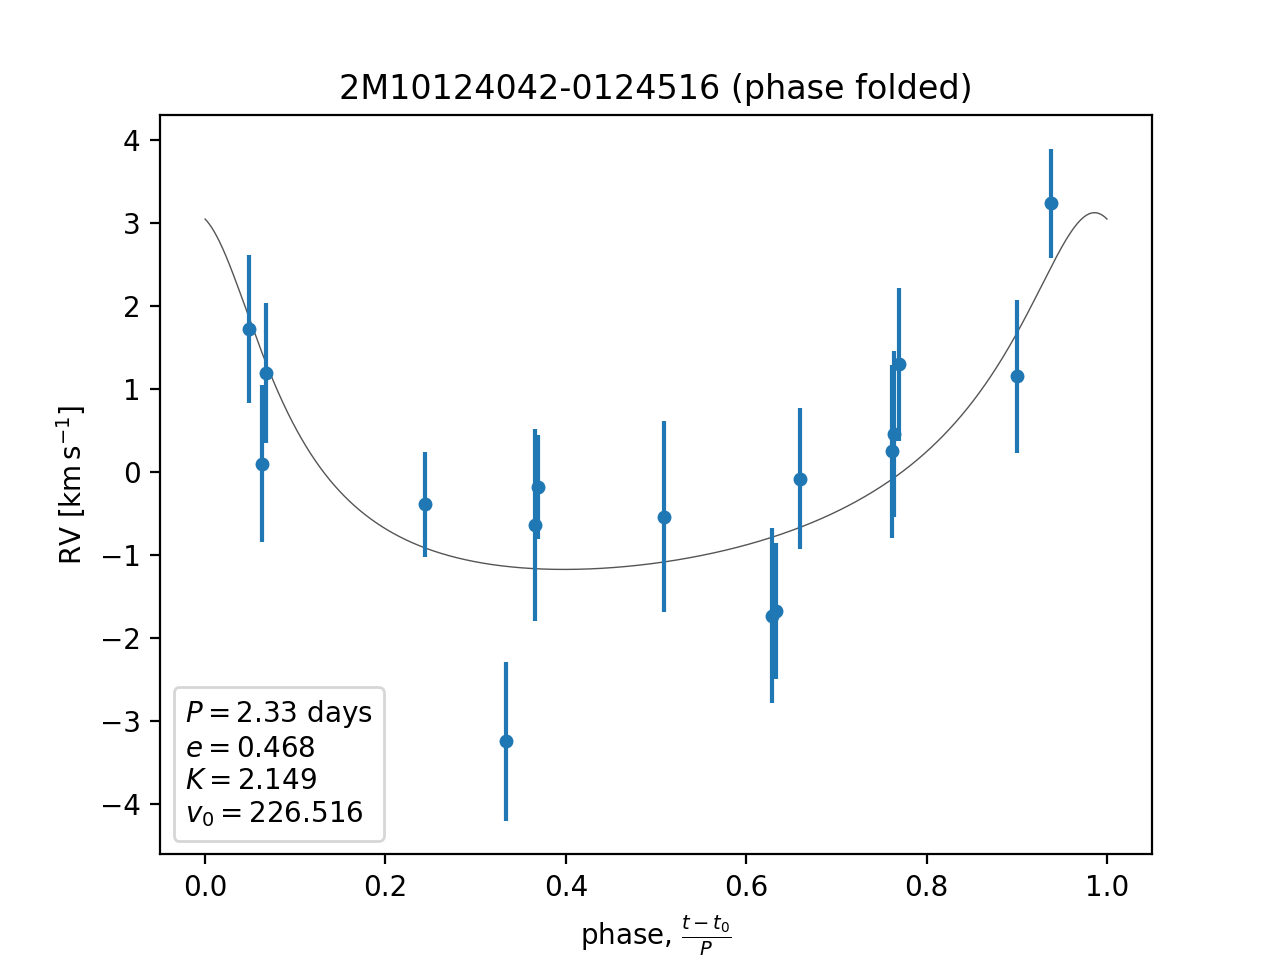 2M10124042-0124516 (phase folded)
4
3
2
1
0
−1
−2
−3
−4
RV [km s⁻¹]
P = 2.33 days
e = 0.468
K = 2.149
v₀ = 226.516
0.0 0.2 0.4 0.6 0.8 1.0
phase, (t − t₀)/P